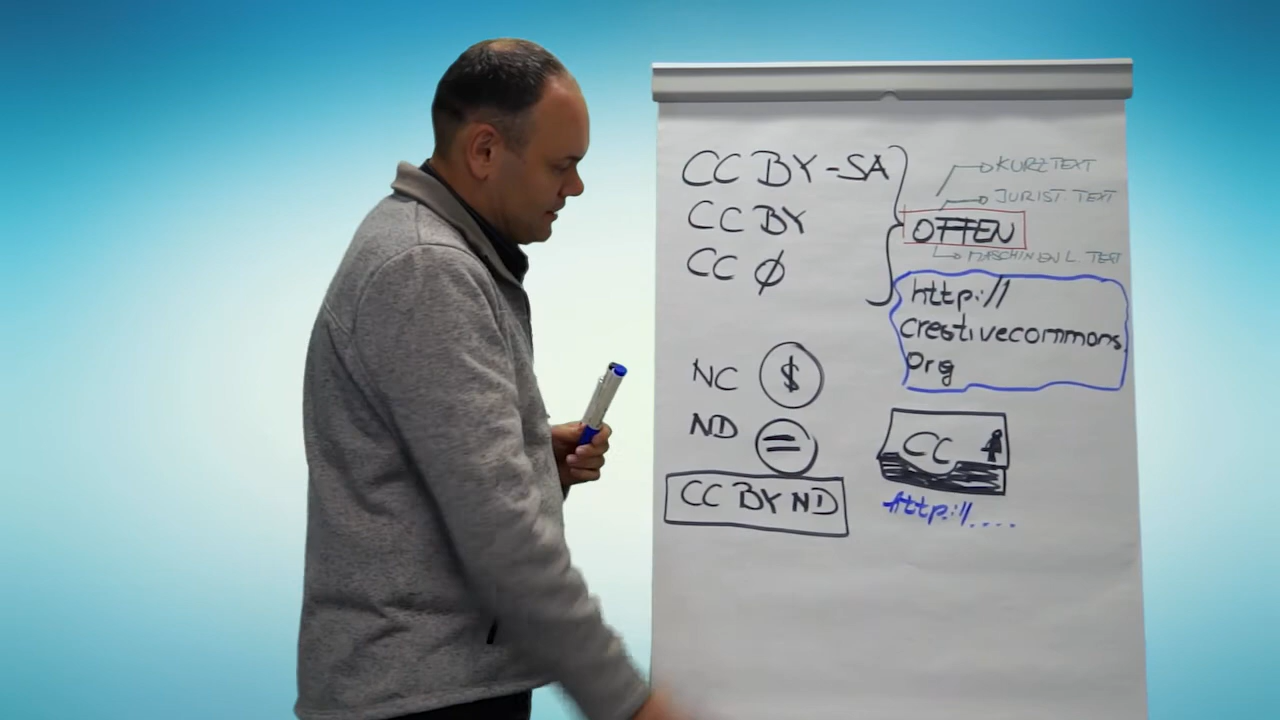 CC BY-SA
CC BY
CC Ø
KURZTEXT
JURIST. TEXT
OFFEN
MASCHINENL. TEXT
http://
creativecommons.
org
NC $
ND =
CC BY ND
CC
http://....